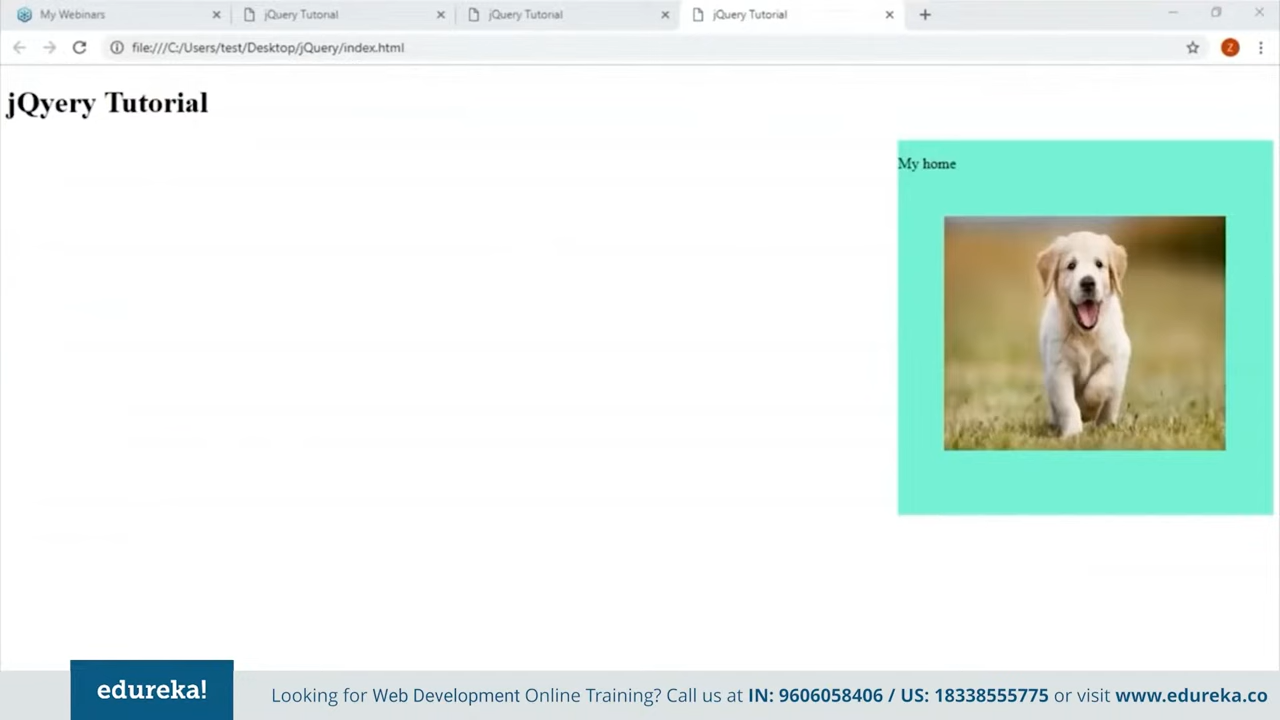 My Webinars
jQuery Tutorial
jQuery Tutorial
jQuery Tutorial
file:///C:/Users/test/Desktop/jQuery/index.html
Z
jQyery Tutorial
My home
edureka!
Looking for Web Development Online Training? Call us at IN: 9606058406 / US: 18338555775 or visit www.edureka.co